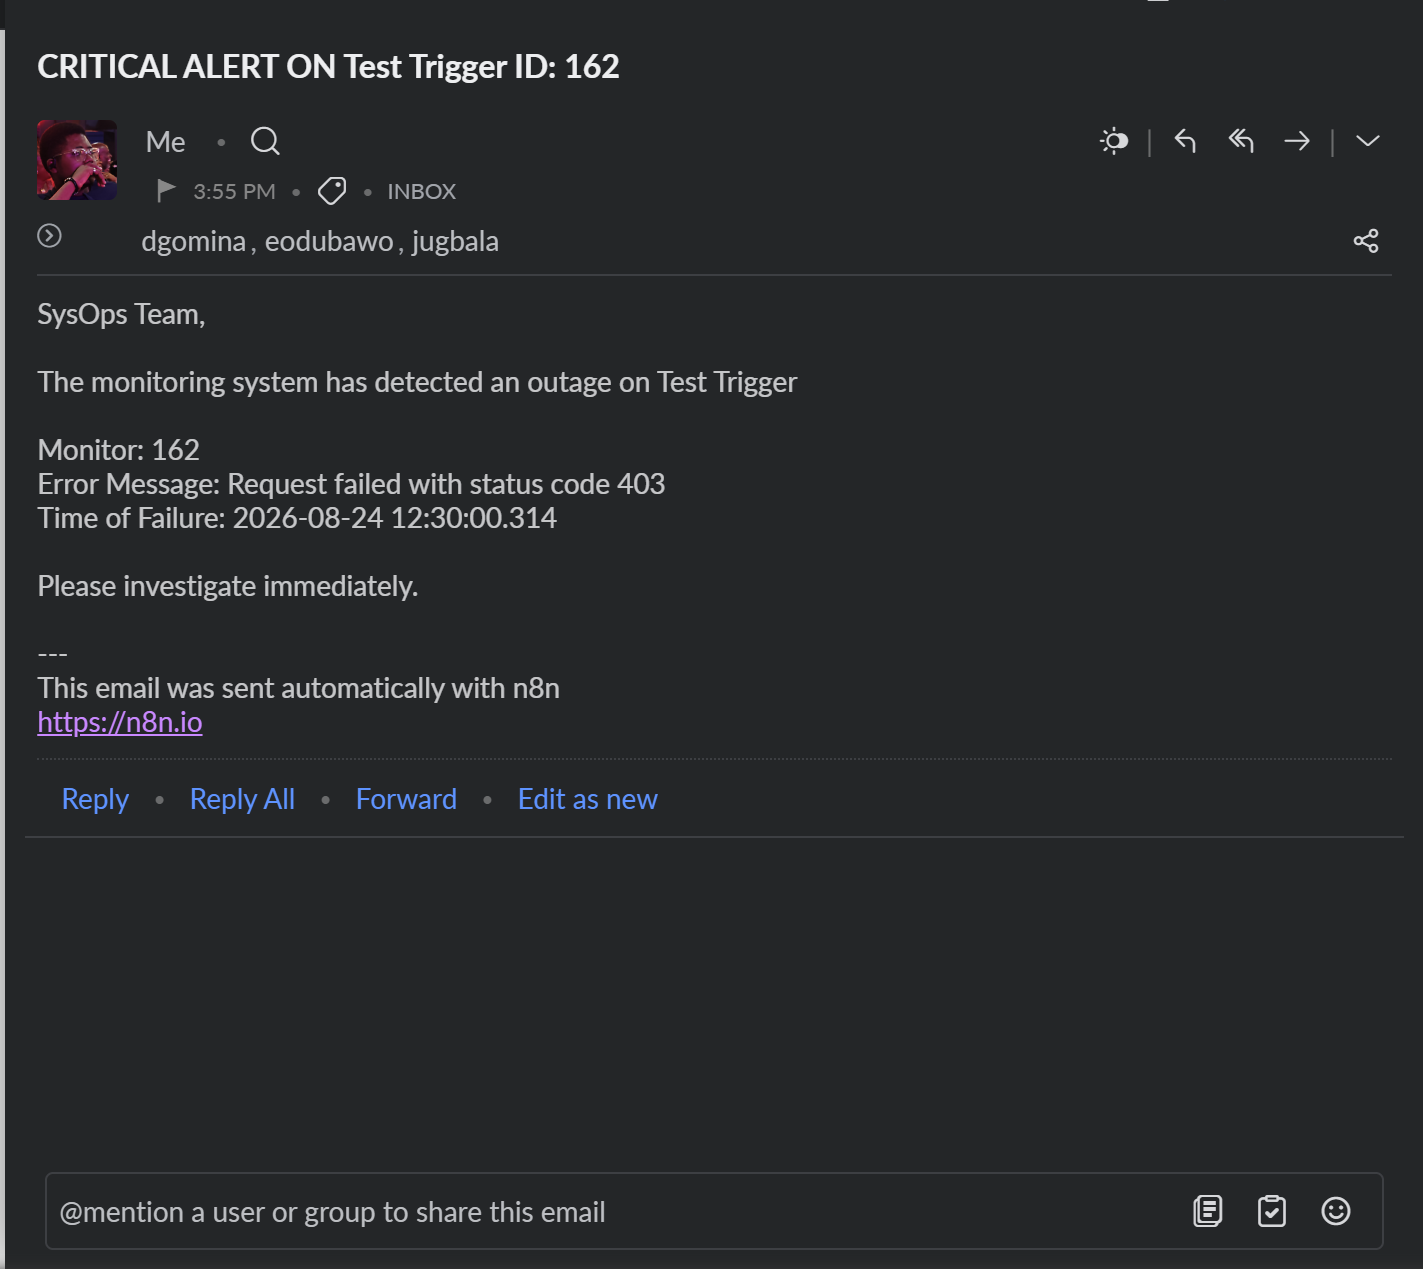 CRITICAL ALERT ON Test Trigger ID: 162
Me
3:55 PM • INBOX
dgomina, eodubawo, jugbala
SysOps Team,
The monitoring system has detected an outage on Test Trigger
Monitor: 162
Error Message: Request failed with status code 403
Time of Failure: 2026-08-24 12:30:00.314
Please investigate immediately.
---
This email was sent automatically with n8n
https://n8n.io
Reply • Reply All • Forward • Edit as new
@mention a user or group to share this email